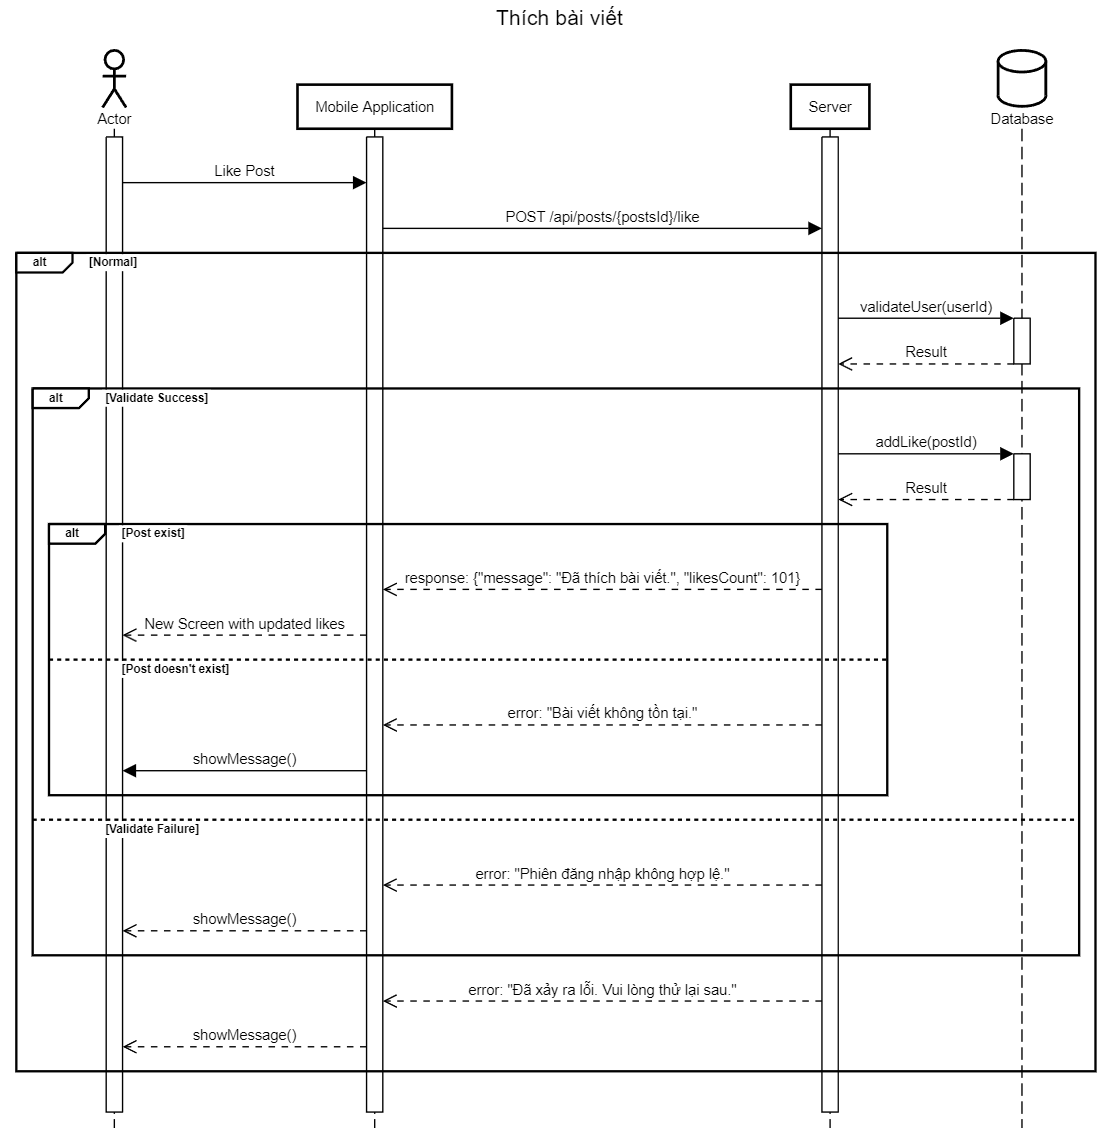 Thích bài viết
Actor
Mobile Application
Server
Database
Like Post
POST /api/posts/{postsId}/like
alt
[Normal]
validateUser(userId)
Result
alt
[Validate Success]
addLike(postId)
Result
alt
[Post exist]
response: {"message": "Đã thích bài viết.", "likesCount": 101}
New Screen with updated likes
[Post doesn't exist]
error: "Bài viết không tồn tại."
showMessage()
[Validate Failure]
error: "Phiên đăng nhập không hợp lệ."
showMessage()
error: "Đã xảy ra lỗi. Vui lòng thử lại sau."
showMessage()